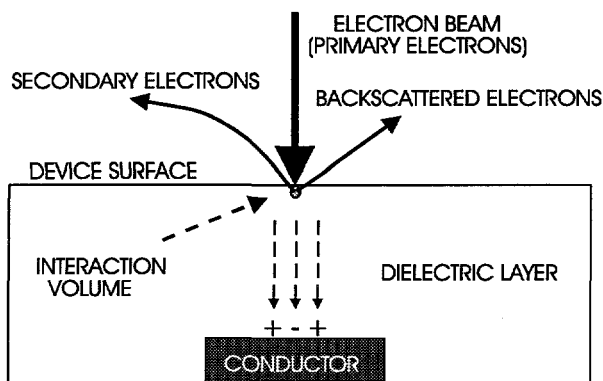 ELECTRON BEAM
(PRIMARY ELECTRONS)
SECONDARY ELECTRONS
BACKSCATTERED ELECTRONS
DEVICE SURFACE
INTERACTION
VOLUME
DIELECTRIC LAYER
+ - +
CONDUCTOR